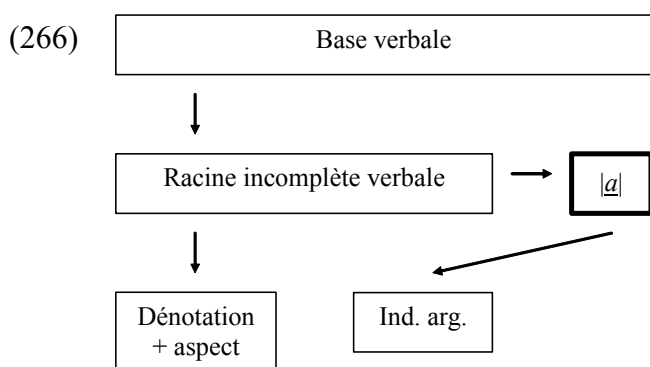 (266)
Base verbale
Racine incomplète verbale
|a|
Dénotation
+ aspect
Ind. arg.